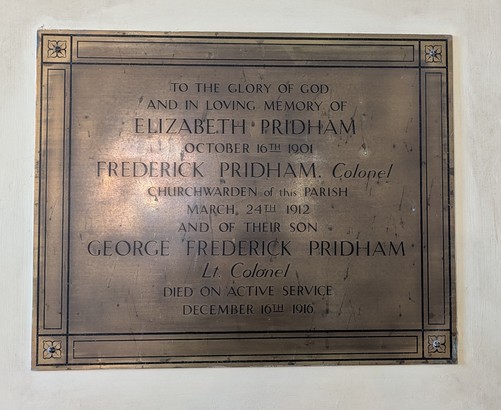 TO THE GLORY OF GOD
AND IN LOVING MEMORY OF
ELIZABETH PRIDHAM
OCTOBER 16TH 1901
FREDERICK PRIDHAM, Colonel
CHURCHWARDEN of this PARISH
MARCH, 24TH 1912
AND OF THEIR SON
GEORGE FREDERICK PRIDHAM
Lt Colonel
DIED ON ACTIVE SERVICE
DECEMBER 16TH 1916